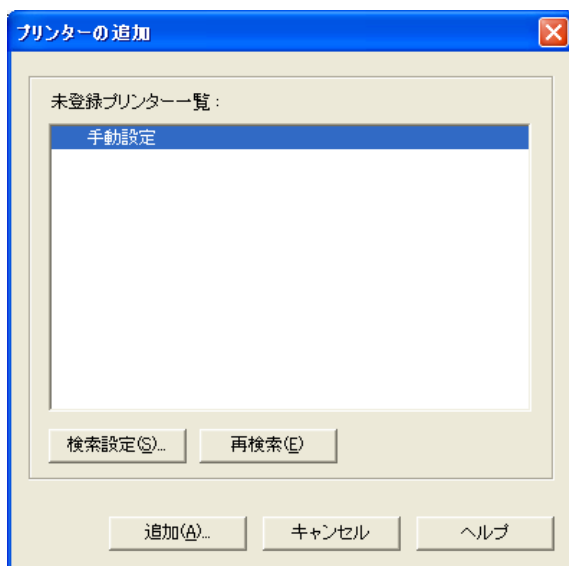 プリンターの追加
未登録プリンター一覧：
手動設定
検索設定(S)... 再検索(E)
追加(A)... キャンセル ヘルプ